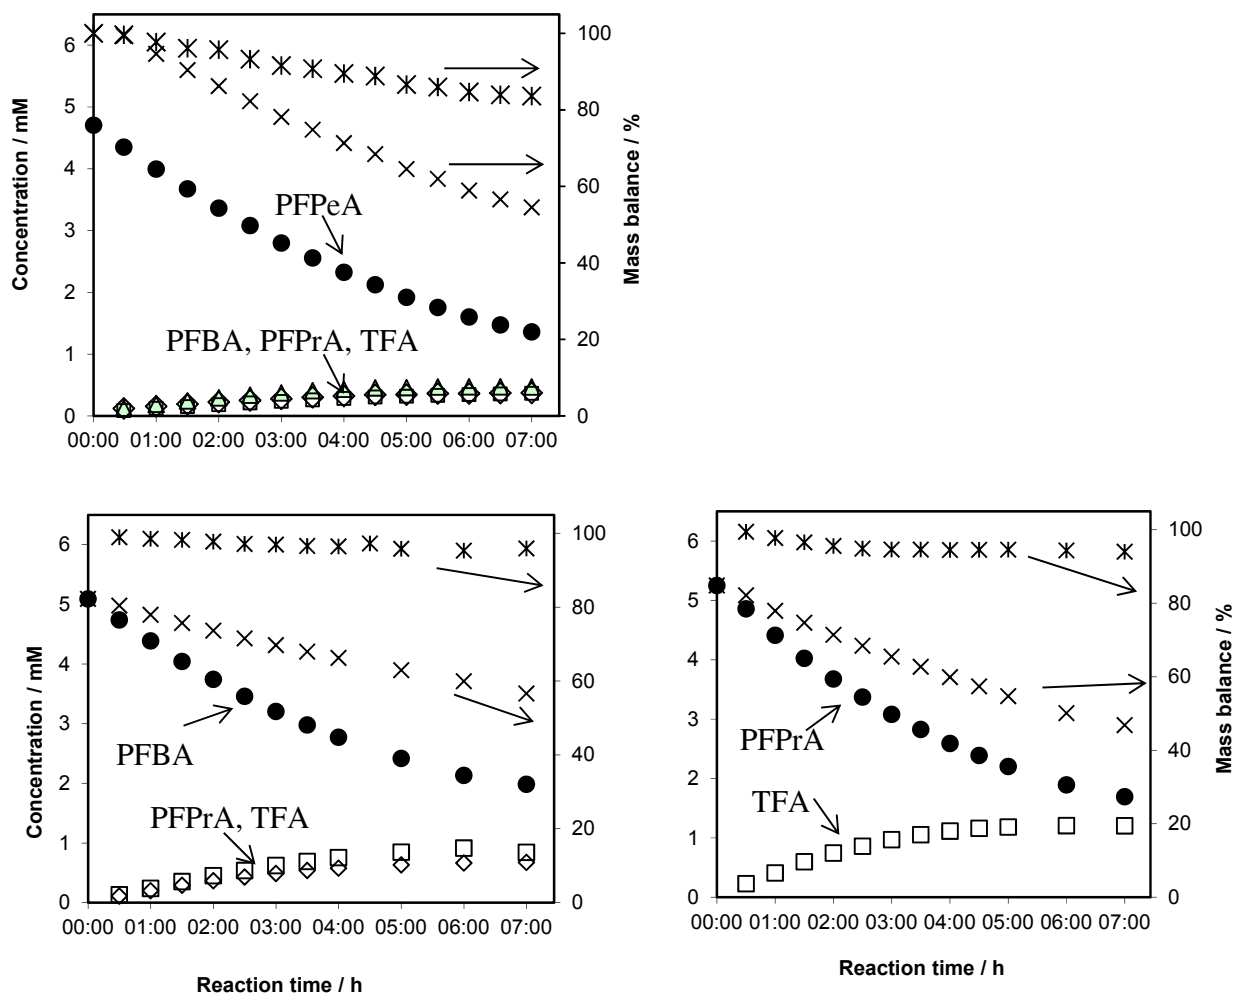 Concentration / mM
6
5
4
3
2
1
0
100
80
60
40
20
0
Mass balance / %
PFPeA
PFBA, PFPrA, TFA
00:00 01:00 02:00 03:00 04:00 05:00 06:00 07:00
Concentration / mM
6
5
4
3
2
1
0
100
80
60
40
20
0
PFBA
PFPrA, TFA
00:00 01:00 02:00 03:00 04:00 05:00 06:00 07:00
Reaction time / h
6
5
4
3
2
1
0
100
80
60
40
20
0
Mass balance / %
PFPrA
TFA
00:00 01:00 02:00 03:00 04:00 05:00 06:00 07:00
Reaction time / h